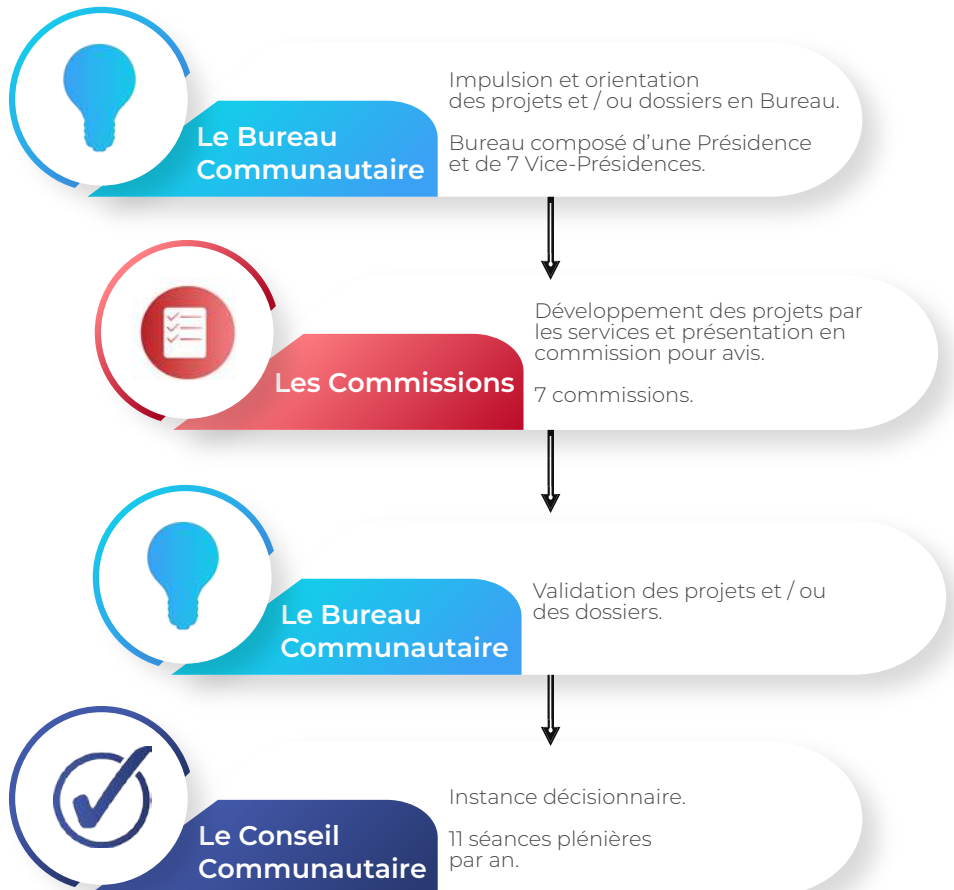 Le Bureau
Communautaire
Impulsion et orientation
des projets et / ou dossiers en Bureau.
Bureau composé d'une Présidence
et de 7 Vice-Présidences.
Les Commissions
Développement des projets par
les services et présentation en
commission pour avis.
7 commissions.
Le Bureau
Communautaire
Validation des projets et / ou
des dossiers.
Le Conseil
Communautaire
Instance décisionnaire.
11 séances plénières
par an.